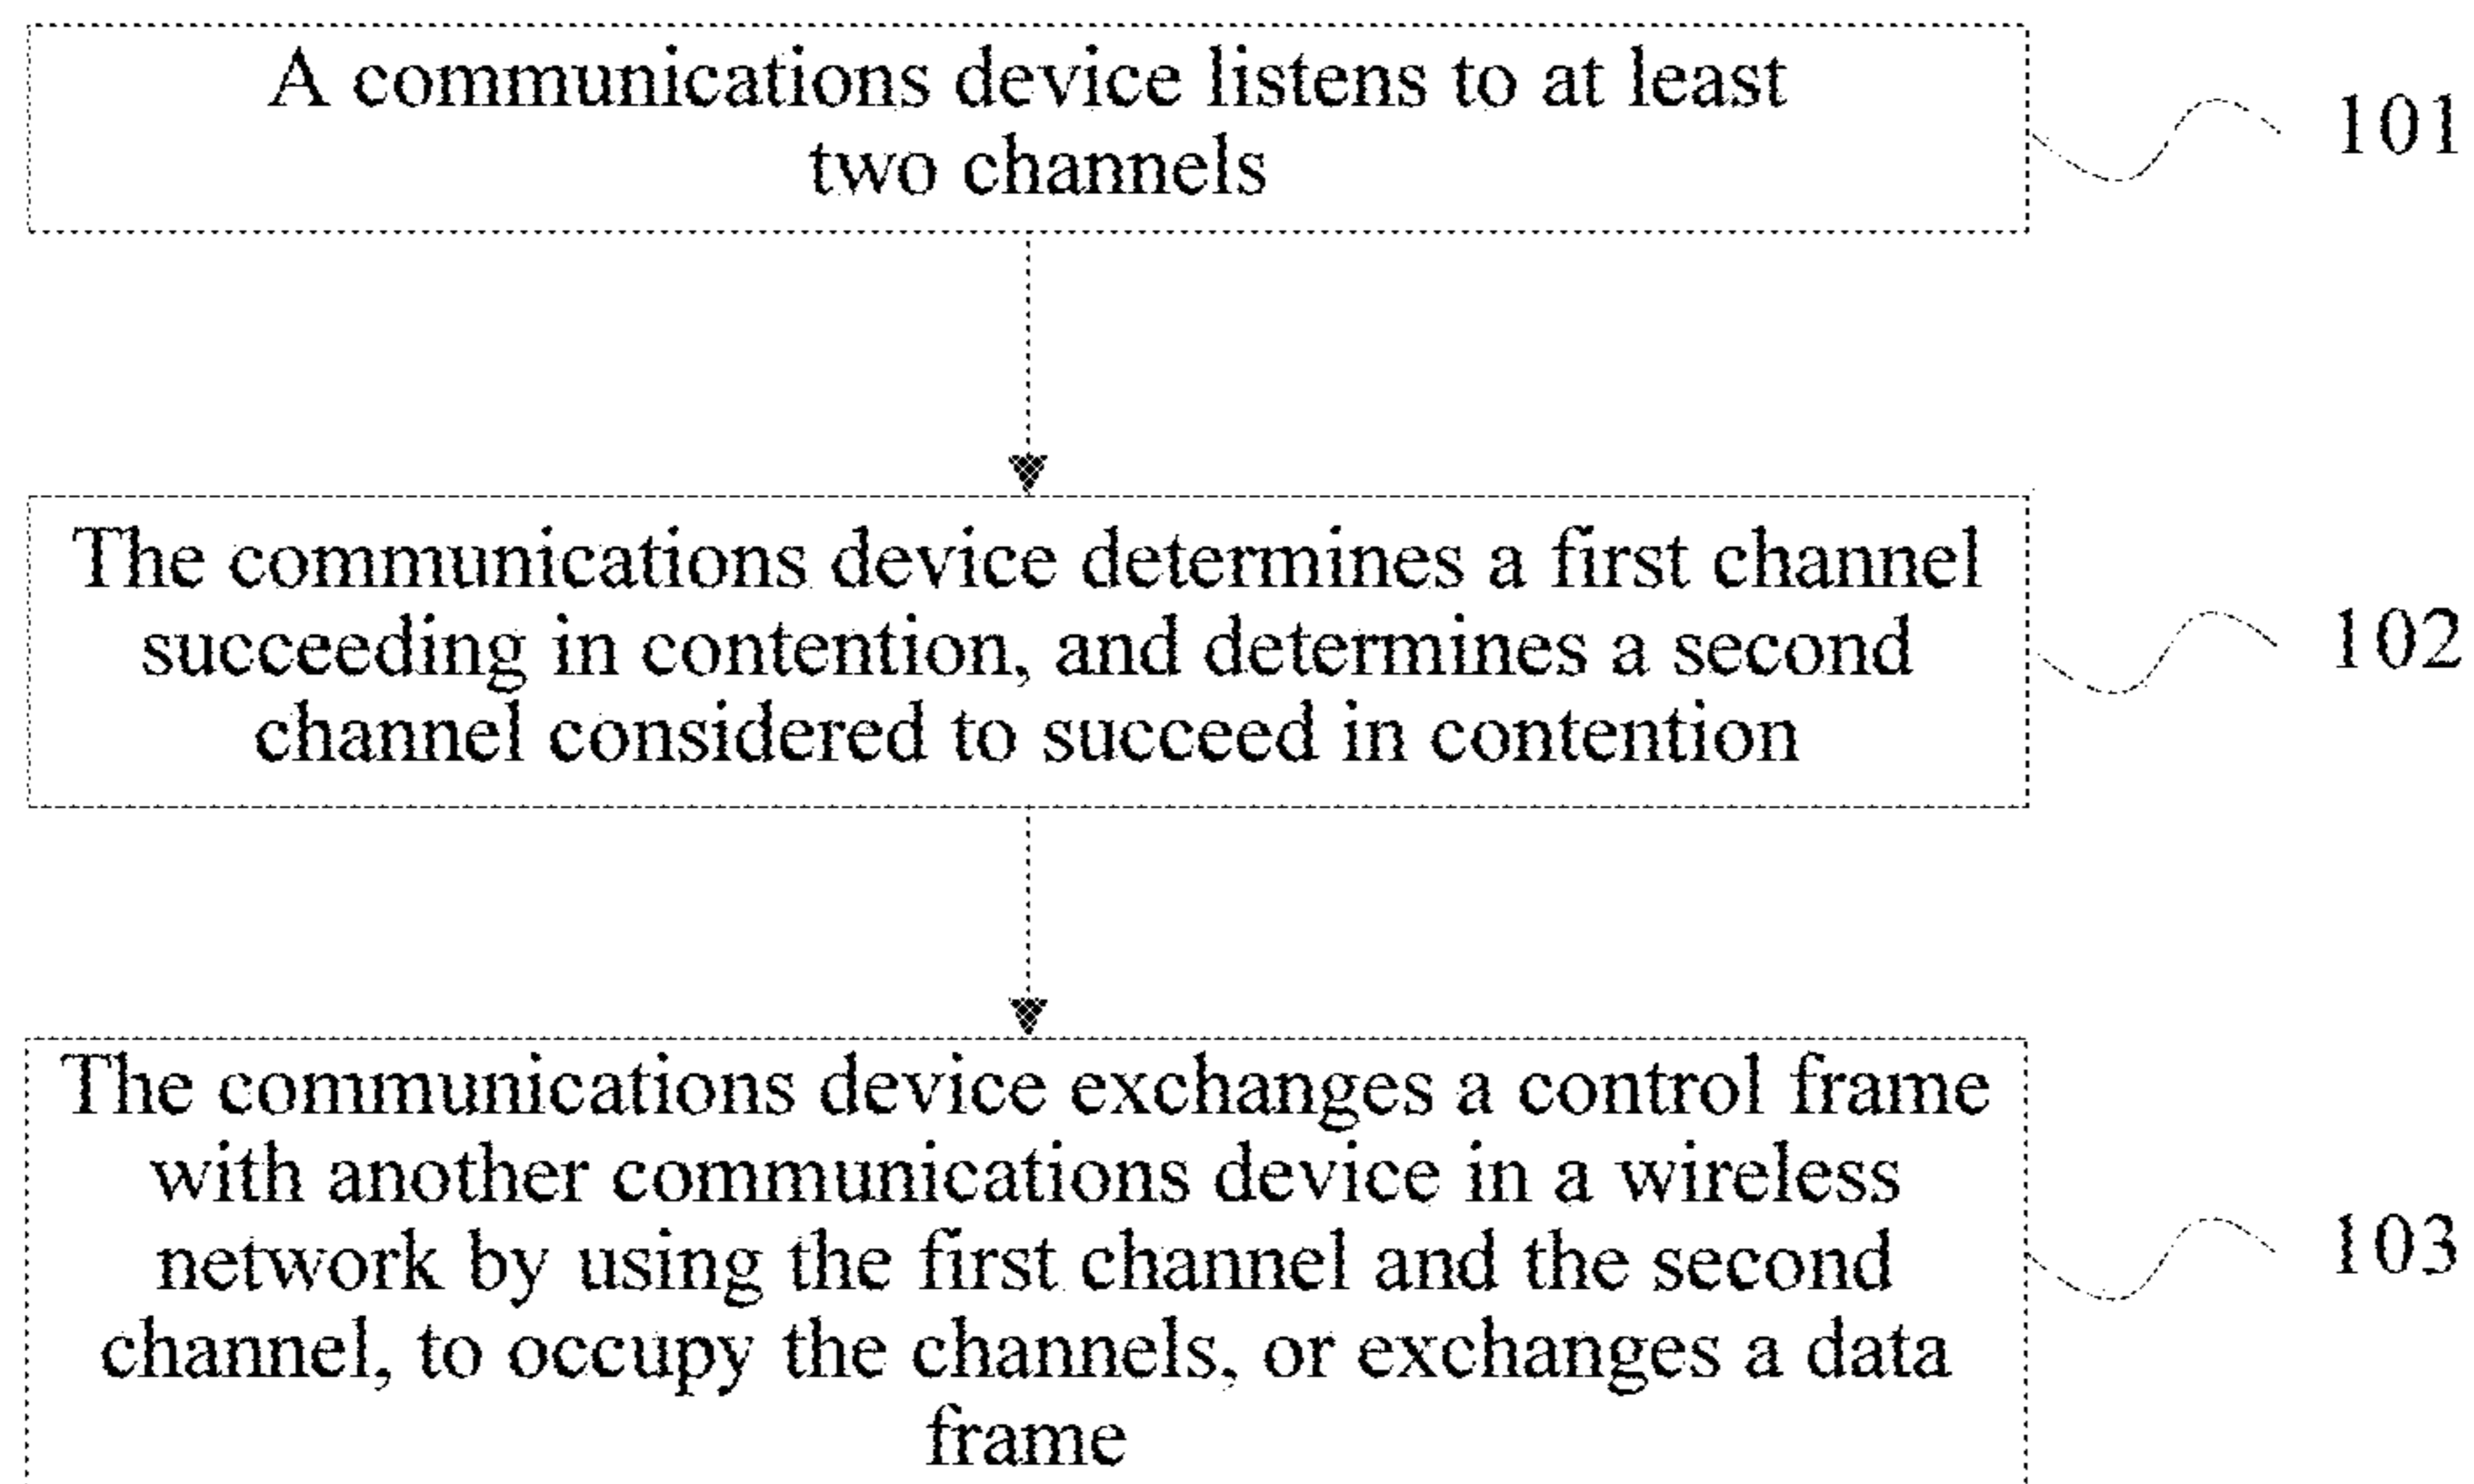 A communications device listens to at least
two channels
101
The communications device determines a first channel
succeeding in contention, and determines a second
channel considered to succeed in contention
102
The communications device exchanges a control frame
with another communications device in a wireless
network by using the first channel and the second
channel, to occupy the channels, or exchanges a data
frame
103